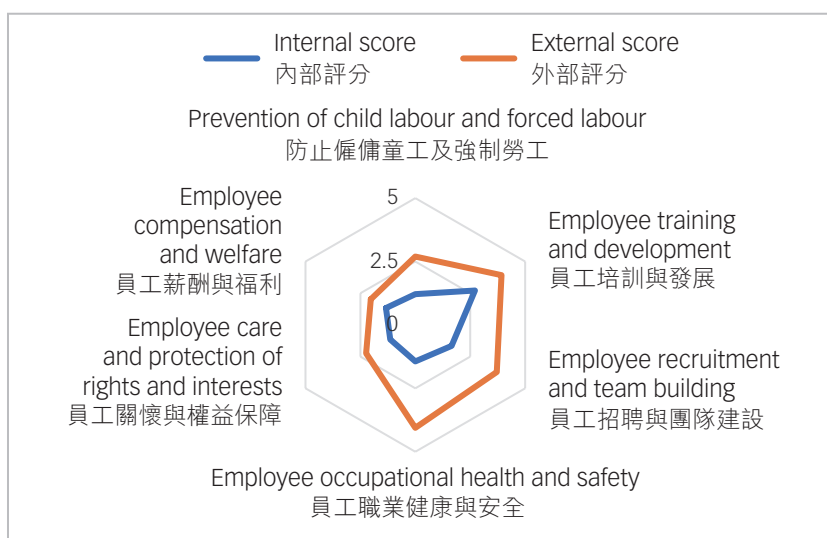 Internal score
內部評分
External score
外部評分
Prevention of child labour and forced labour
防止僱傭童工及強制勞工
Employee
compensation
and welfare
員工薪酬與福利
5
2.5
0
Employee training
and development
員工培訓與發展
Employee care
and protection of
rights and interests
員工關懷與權益保障
Employee recruitment
and team building
員工招聘與團隊建設
Employee occupational health and safety
員工職業健康與安全